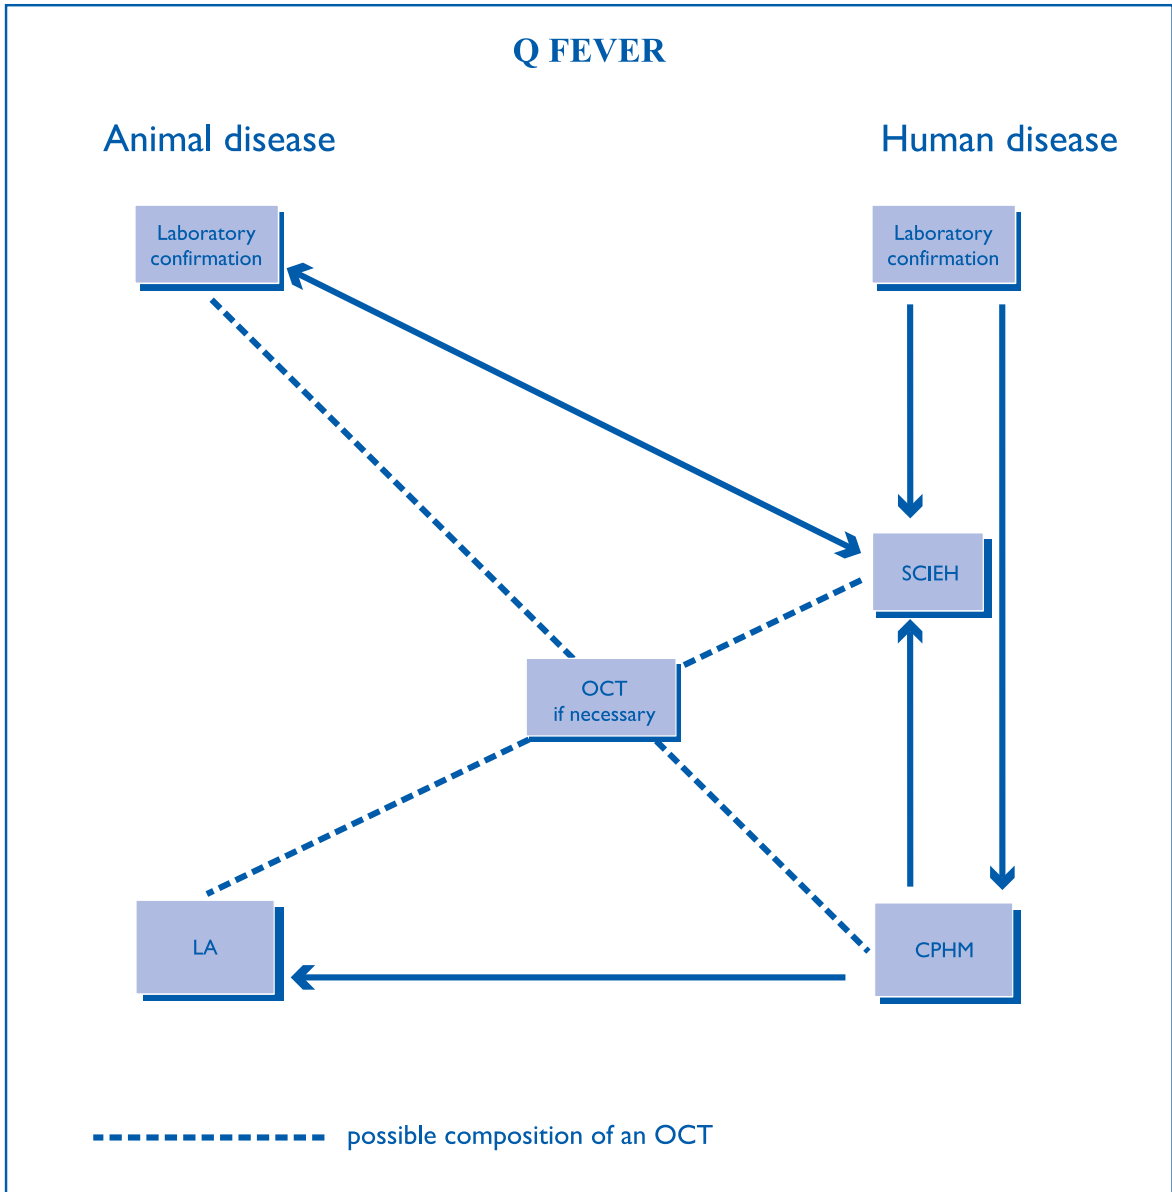 Q FEVER
Animal disease
Human disease
Laboratory
confirmation
Laboratory
confirmation
SCIEH
OCT
if necessary
LA
CPHM
possible composition of an OCT